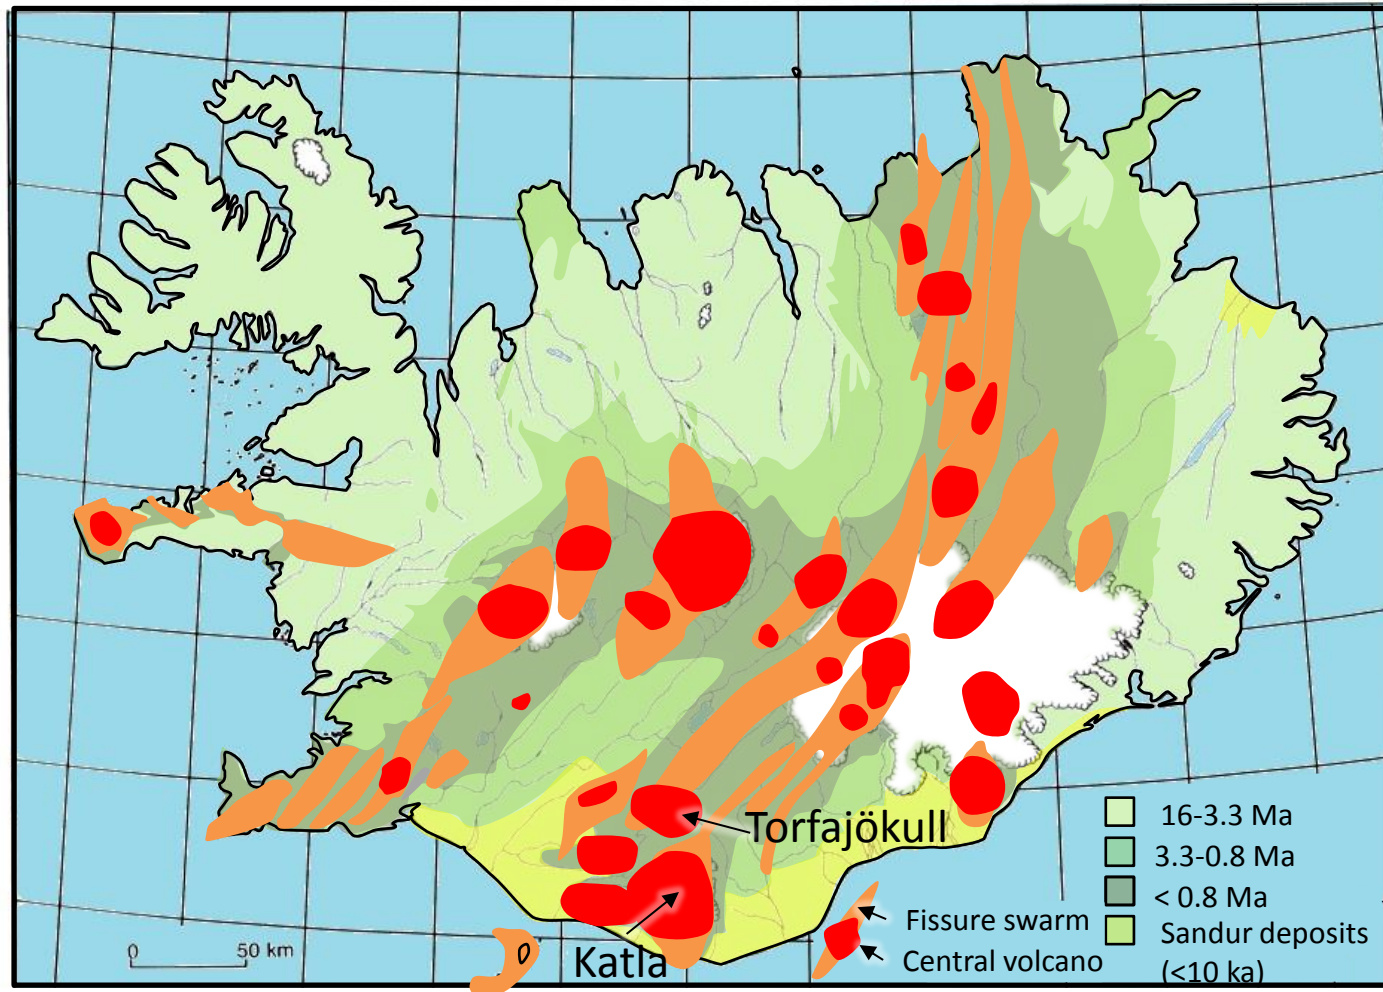 Torfajökull
Katla
0 50 km
Fissure swarm
Central volcano
16-3.3 Ma
3.3-0.8 Ma
< 0.8 Ma
Sandur deposits
(<10 ka)